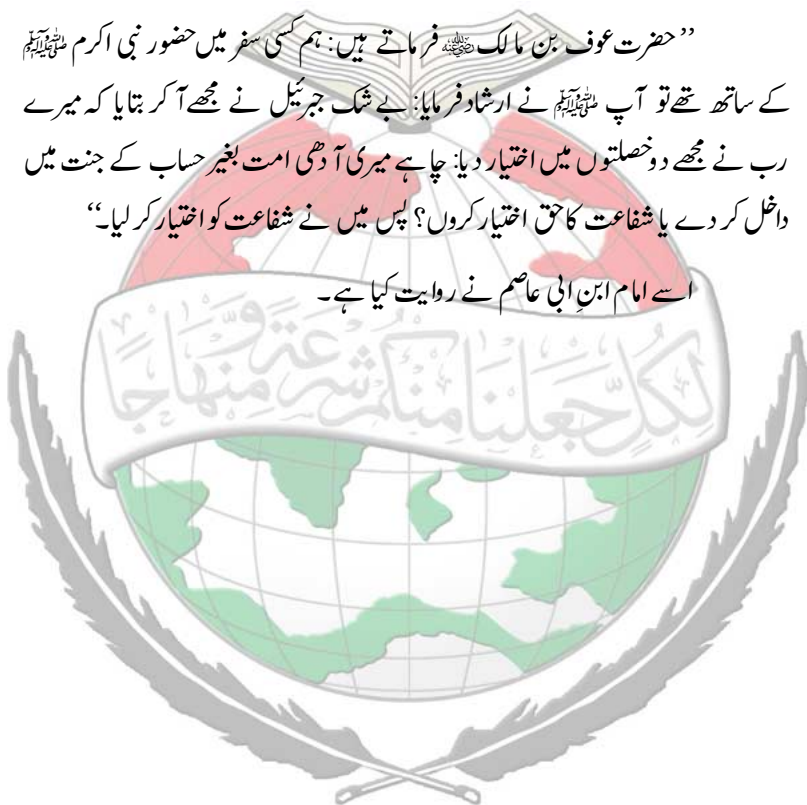 ’’حضرت عوف بن مالک رضی اللہ عنہ فرماتے ہیں: ہم کسی سفر میں حضور نبی اکرم ﷺ
کے ساتھ تھے تو آپ ﷺ نے ارشاد فرمایا: بے شک جبرئیل نے مجھے آ کر بتایا کہ میرے
رب نے مجھے دو خصلتوں میں اختیار دیا: چاہے میری آدھی امت بغیر حساب کے جنت میں
داخل کر دے یا شفاعت کا حق اختیار کروں؟ پس میں نے شفاعت کو اختیار کر لیا۔‘‘
اسے امام ابنِ ابی عاصم نے روایت کیا ہے۔
لِكُلٍّ جَعَلْنَا مِنكُمْ شِرْعَةً وَّمِنْهَاجًا